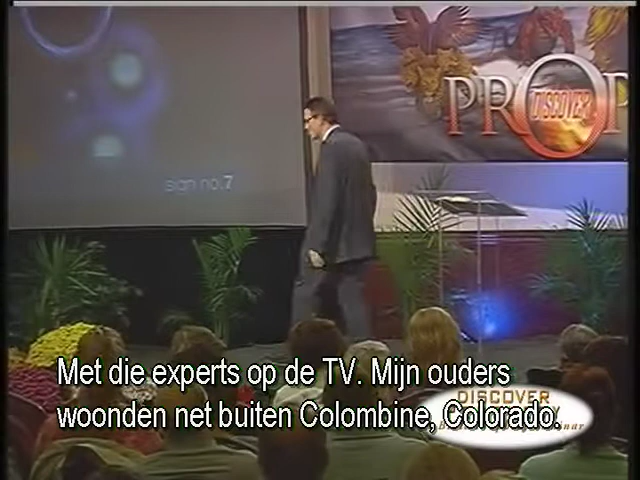 sign no.7
PROP
DISCOVER
Met die experts op de TV. Mijn ouders
woonden net buiten Colombine, Colorado.
DISCOVER